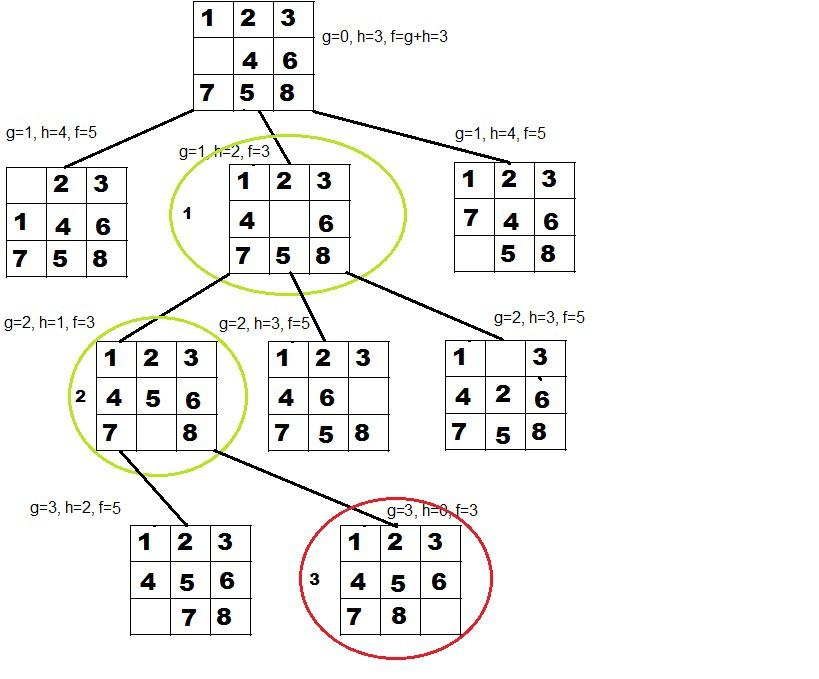 1 2 3
g=0, h=3, f=g+h=3
4 6
7 5 8
g=1, h=4, f=5
g=1, h=2, f=3
g=1, h=4, f=5
2 3
1 4 6
7 5 8
1
1 2 3
4 6
7 5 8
1 2 3
7 4 6
5 8
g=2, h=1, f=3
g=2, h=3, f=5
g=2, h=3, f=5
2
1 2 3
4 5 6
7 8
1 2 3
4 6
7 5 8
1 3
4 2 6
7 5 8
g=3, h=2, f=5
g=3, h=0, f=3
1 2 3
4 5 6
7 8
3
1 2 3
4 5 6
7 8